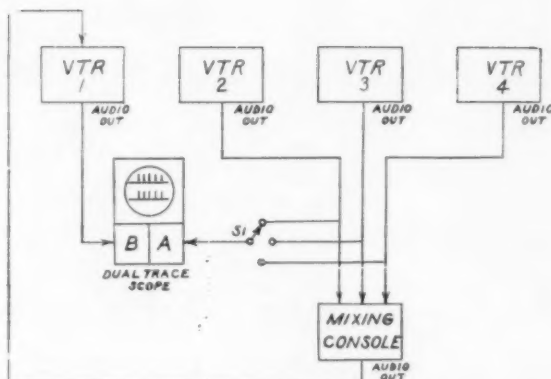 VTR
1
VTR
2
VTR
3
VTR
4
AUDIO
OUT
AUDIO
OUT
AUDIO
OUT
AUDIO
OUT
S1
B A
DUAL TRACE
SCOPE
MIXING
CONSOLE
AUDIO
OUT